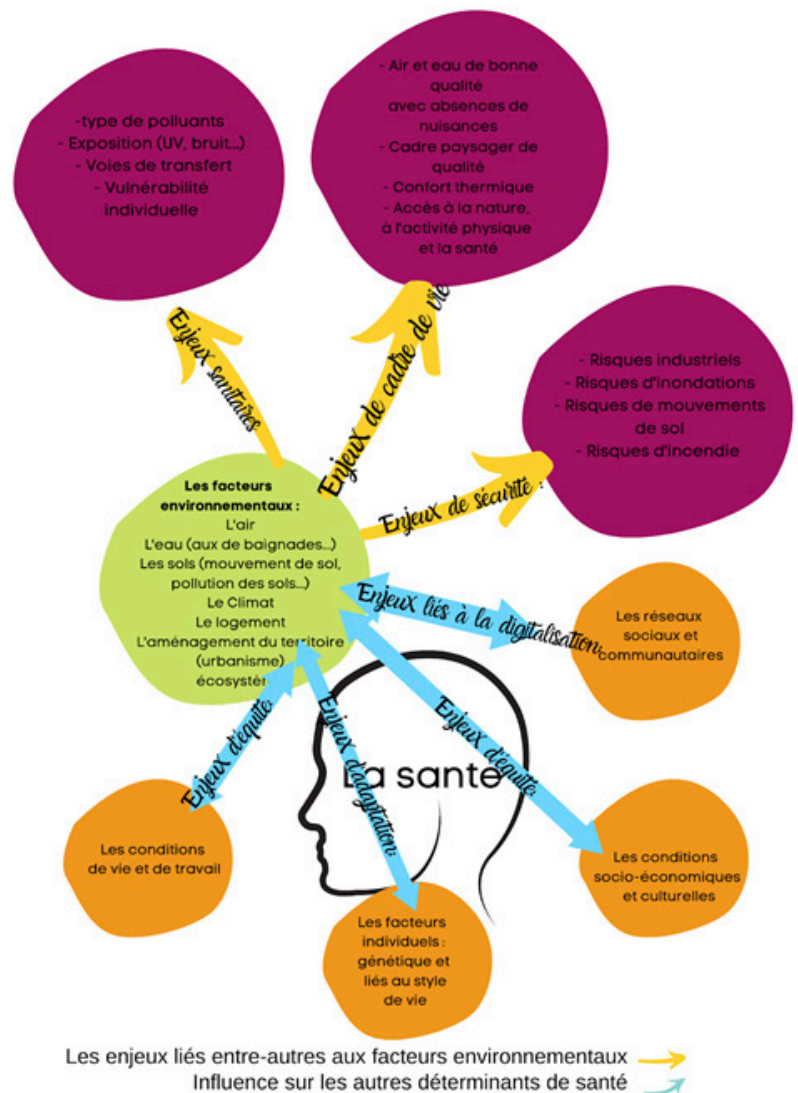 -type de polluants
- Exposition (UV, bruit...)
- Voies de transfert
- Vulnérabilité
individuelle
- Air et eau de bonne
qualité
avec absences de
nuisances
- Cadre paysager de
qualité
- Confort thermique
- Accès à la nature,
à l'activité physique
et la santé
- Risques industriels
- Risques d'inondations
- Risques de mouvements
de sol
- Risques d'incendie
Enjeux sanitaires
Enjeux de cadre de vie
Enjeux de sécurité :
Les facteurs
environnementaux :
L'air
L'eau (aux de baignades...)
Les sols (mouvement de sol,
pollution des sols...)
Le Climat
Le logement
L'aménagement du territoire
(urbanisme)
écosystèm
Enjeux liés à la digitalisation:
Les réseaux
sociaux et
communautaires
Enjeux d'équité:
Enjeux d'adaptation:
Enjeux d'équité:
La santé
Les conditions
de vie et de travail
Les conditions
socio-économiques
et culturelles
Les facteurs
individuels :
génétique et
liés au style
de vie
Les enjeux liés entre-autres aux facteurs environnementaux
Influence sur les autres déterminants de santé